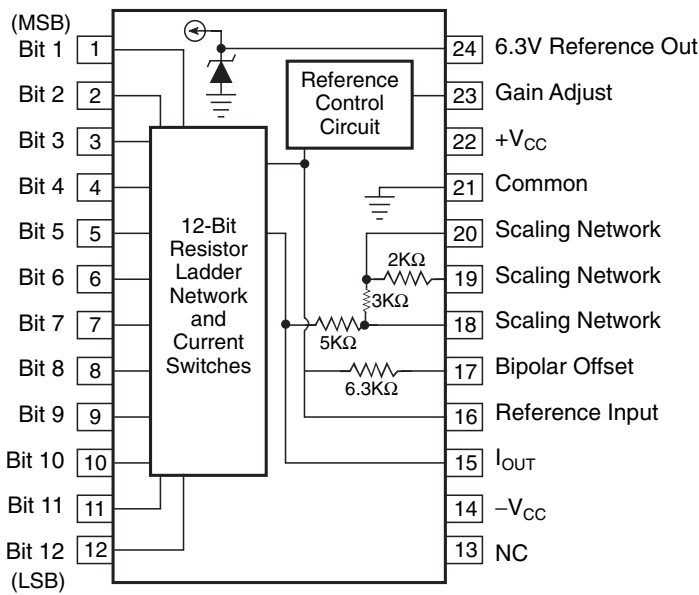 (MSB)
Bit 1
1
Bit 2
2
Bit 3
3
Bit 4
4
Bit 5
5
Bit 6
6
Bit 7
7
Bit 8
8
Bit 9
9
Bit 10
10
Bit 11
11
Bit 12
12
(LSB)
12-Bit
Resistor
Ladder
Network
and
Current
Switches
Reference
Control
Circuit
2KΩ
3KΩ
5KΩ
6.3KΩ
24 6.3V Reference Out
23 Gain Adjust
22 +VCC
21 Common
20 Scaling Network
19 Scaling Network
18 Scaling Network
17 Bipolar Offset
16 Reference Input
15 IOUT
14 –VCC
13 NC